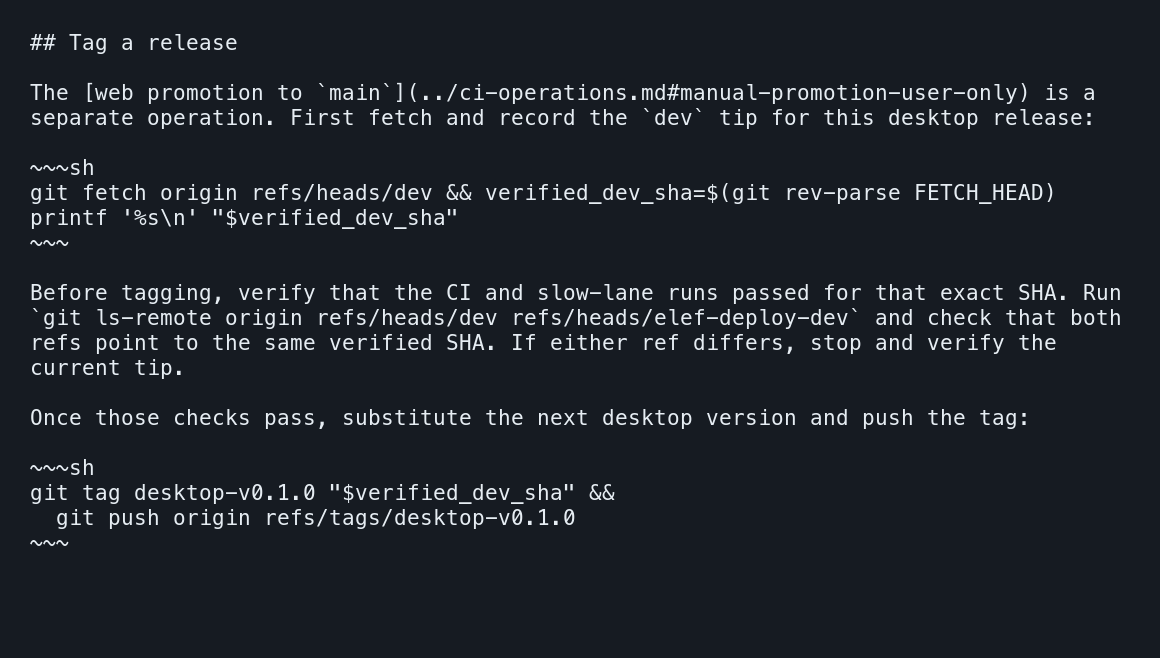 ## Tag a release

The [web promotion to `main`](../ci-operations.md#manual-promotion-user-only) is a
separate operation. First fetch and record the `dev` tip for this desktop release:

~~~sh
git fetch origin refs/heads/dev && verified_dev_sha=$(git rev-parse FETCH_HEAD)
printf '%s\n' "$verified_dev_sha"
~~~

Before tagging, verify that the CI and slow-lane runs passed for that exact SHA. Run
`git ls-remote origin refs/heads/dev refs/heads/elef-deploy-dev` and check that both
refs point to the same verified SHA. If either ref differs, stop and verify the
current tip.

Once those checks pass, substitute the next desktop version and push the tag:

~~~sh
git tag desktop-v0.1.0 "$verified_dev_sha" &&
  git push origin refs/tags/desktop-v0.1.0
~~~